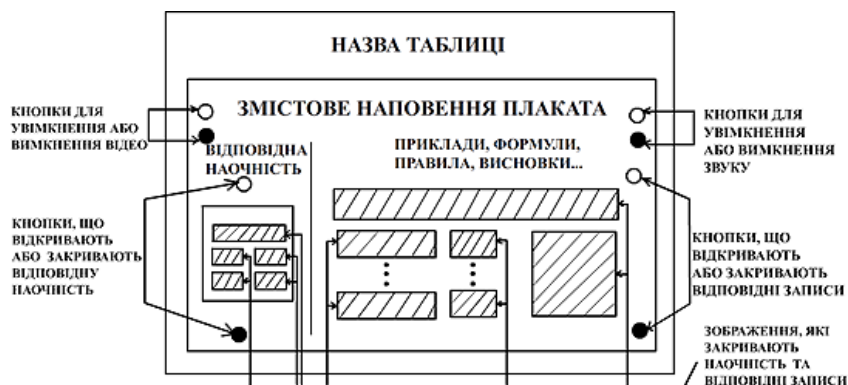 НАЗВА ТАБЛИЦІ
ЗМІСТОВЕ НАПОВЕННЯ ПЛАКАТА
КНОПКИ ДЛЯ
УВІМКНЕННЯ АБО
ВИМКНЕННЯ ВІДЕО
ВІДПОВІДНА
НАОЧНІСТЬ
ПРИКЛАДИ, ФОРМУЛИ,
ПРАВИЛА, ВИСНОВКИ...
КНОПКИ ДЛЯ
УВІМКНЕННЯ
АБО ВИМКНЕННЯ
ЗВУКУ
КНОПКИ, ЩО
ВІДКРИВАЮТЬ
АБО ЗАКРИВАЮТЬ
ВІДПОВІДНУ
НАОЧНІСТЬ
КНОПКИ, ЩО
ВІДКРИВАЮТЬ
АБО ЗАКРИВАЮТЬ
ВІДПОВІДНІ ЗАПИСИ
ЗОБРАЖЕННЯ, ЯКІ
ЗАКРИВАЮТЬ
НАОЧНІСТЬ ТА
ВІДПОВІДНІ ЗАПИСИ